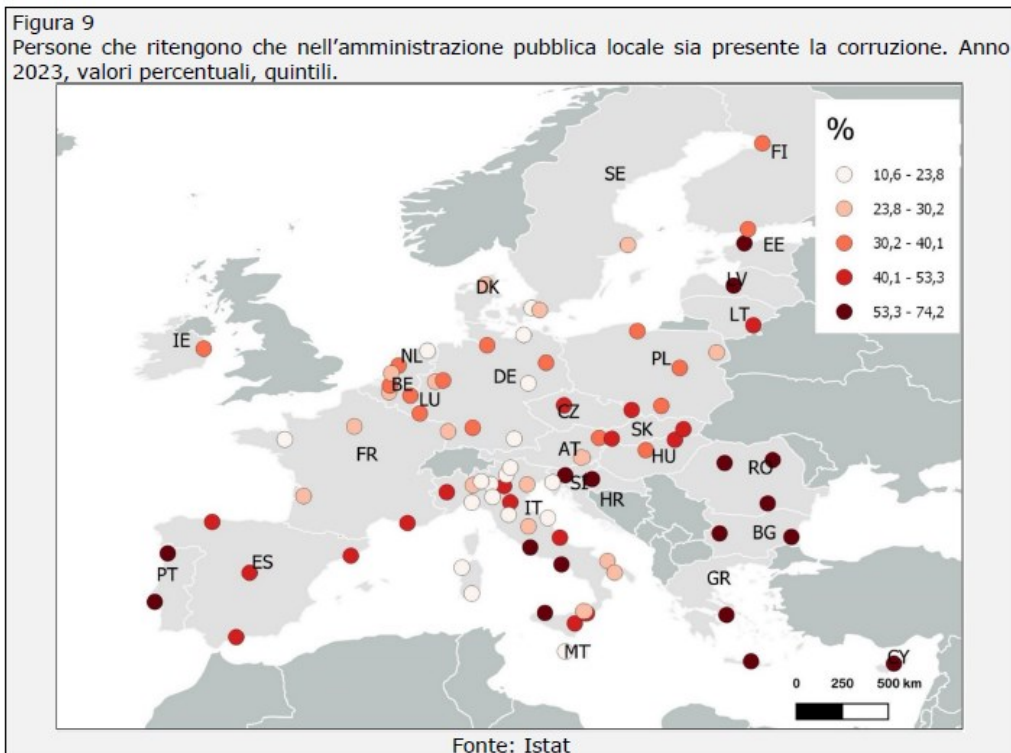 Figura 9
Persone che ritengono che nell'amministrazione pubblica locale sia presente la corruzione. Anno
2023, valori percentuali, quintili.
%
10,6 - 23,8
23,8 - 30,2
30,2 - 40,1
40,1 - 53,3
53,3 - 74,2
FI
SE
EE
DK
LV
LT
IE
NL
PL
BE
DE
LU
CZ
SK
FR
AT
HU
RO
SI
HR
IT
BG
ES
PT
GR
MT
CY
0 250 500 km
Fonte: Istat